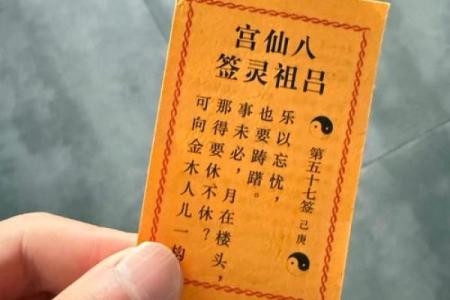 八仙宫
吕祖灵签
第五十七签 己庚
乐以忘忧，
也要踌躇。
事未必，月在楼头，
那得要休不休？
可向金木人儿一